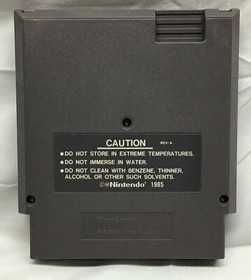 CAUTION REV-A
●DO NOT STORE IN EXTREME TEMPERATURES.
●DO NOT IMMERSE IN WATER.
●DO NOT CLEAN WITH BENZENE, THINNER,
ALCOHOL OR OTHER SUCH SOLVENTS.
©®Nintendo® 1985